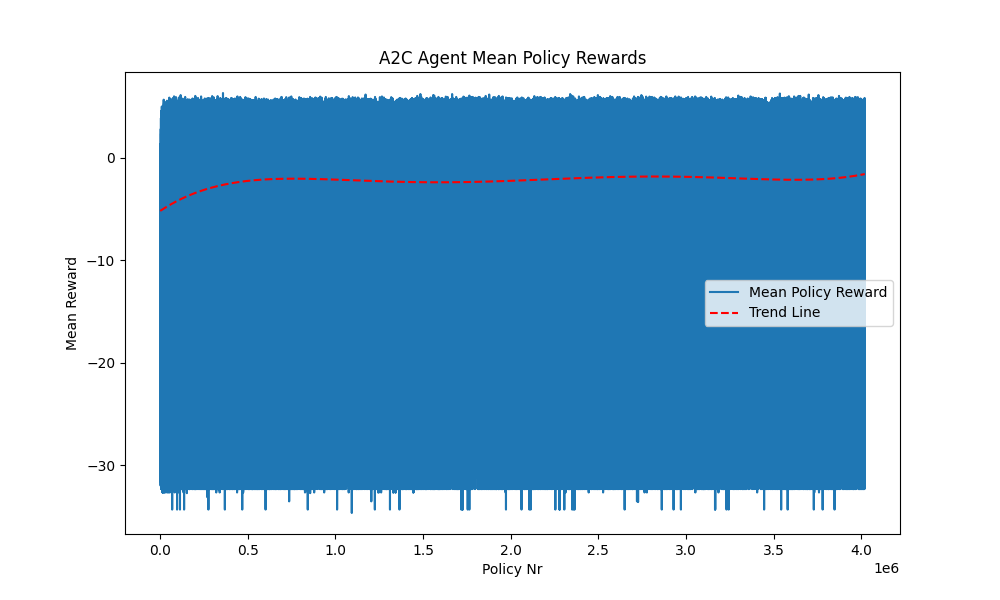 A2C Agent Mean Policy Rewards
Mean Reward
0
−10
−20
−30
Mean Policy Reward
Trend Line
0.0 0.5 1.0 1.5 2.0 2.5 3.0 3.5 4.0
1e6
Policy Nr